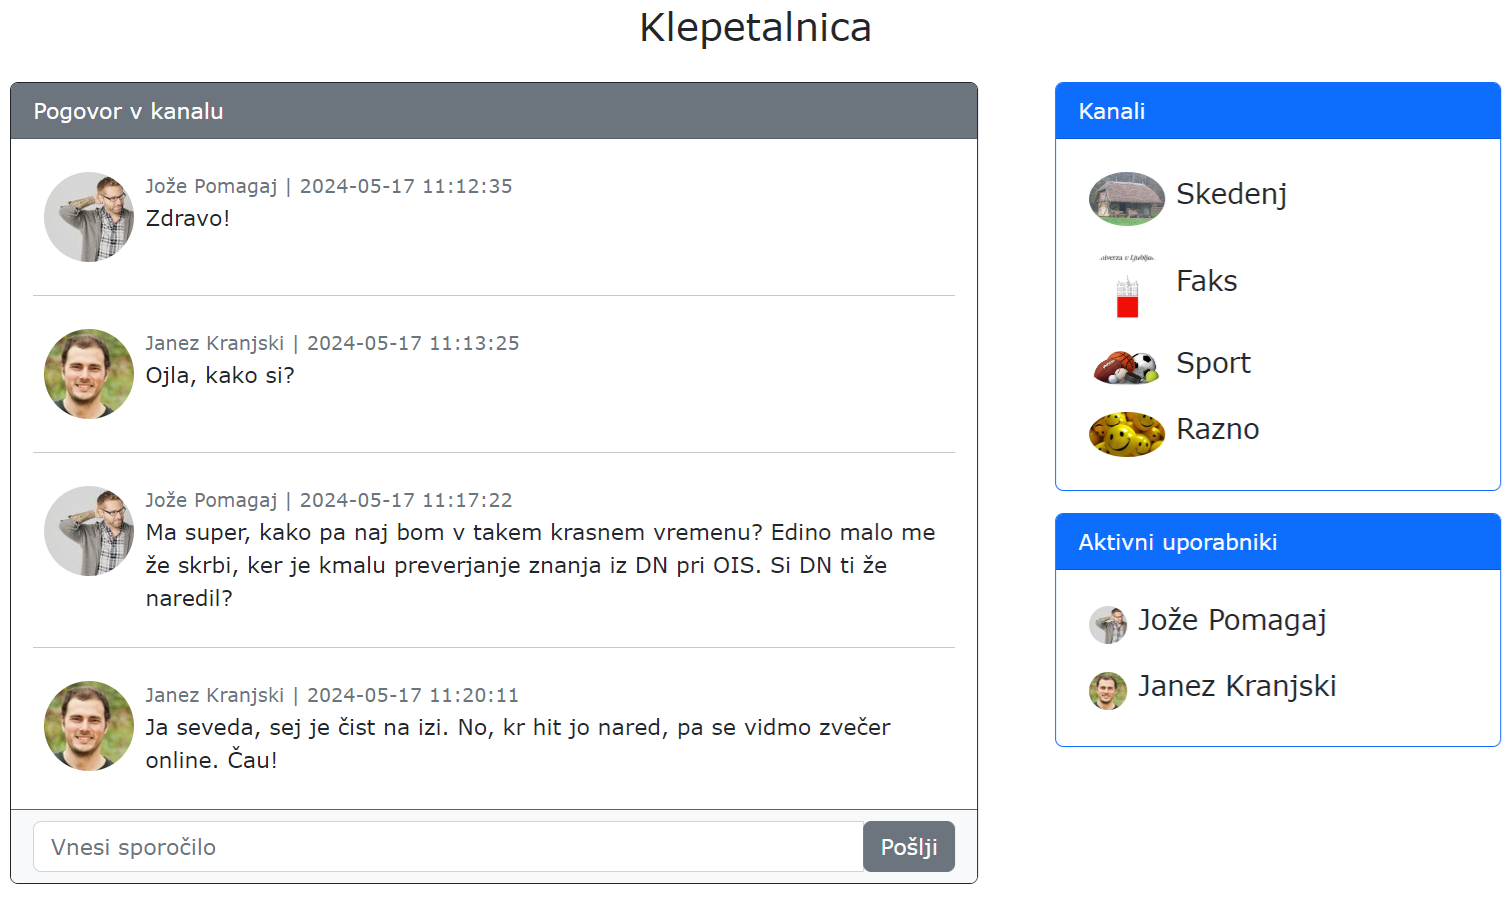 Klepetalnica
Pogovor v kanalu
Jože Pomagaj | 2024-05-17 11:12:35
Zdravo!
Janez Kranjski | 2024-05-17 11:13:25
Ojla, kako si?
Jože Pomagaj | 2024-05-17 11:17:22
Ma super, kako pa naj bom v takem krasnem vremenu? Edino malo me
že skrbi, ker je kmalu preverjanje znanja iz DN pri OIS. Si DN ti že
naredil?
Janez Kranjski | 2024-05-17 11:20:11
Ja seveda, sej je čist na izi. No, kr hit jo nared, pa se vidmo zvečer
online. Čau!
Vnesi sporočilo
Pošlji
Kanali
Skedenj
v Ljublja
Faks
Sport
Razno
Aktivni uporabniki
Jože Pomagaj
Janez Kranjski